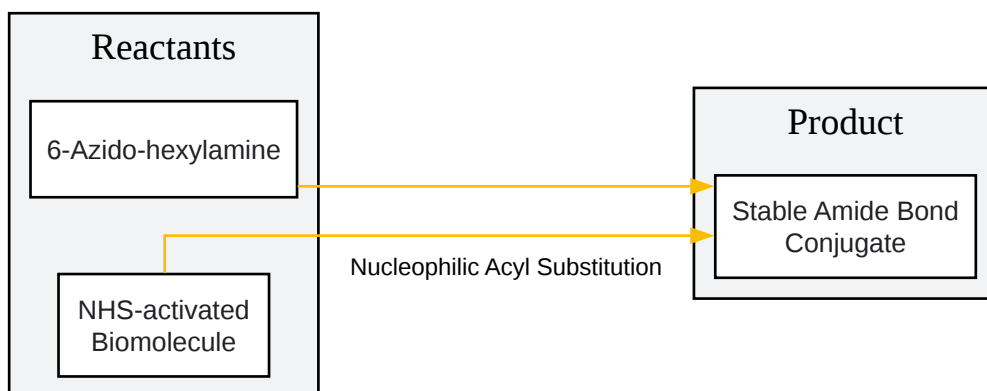 Reactants
6-Azido-hexylamine
NHS-activated
Biomolecule
Nucleophilic Acyl Substitution
Product
Stable Amide Bond
Conjugate